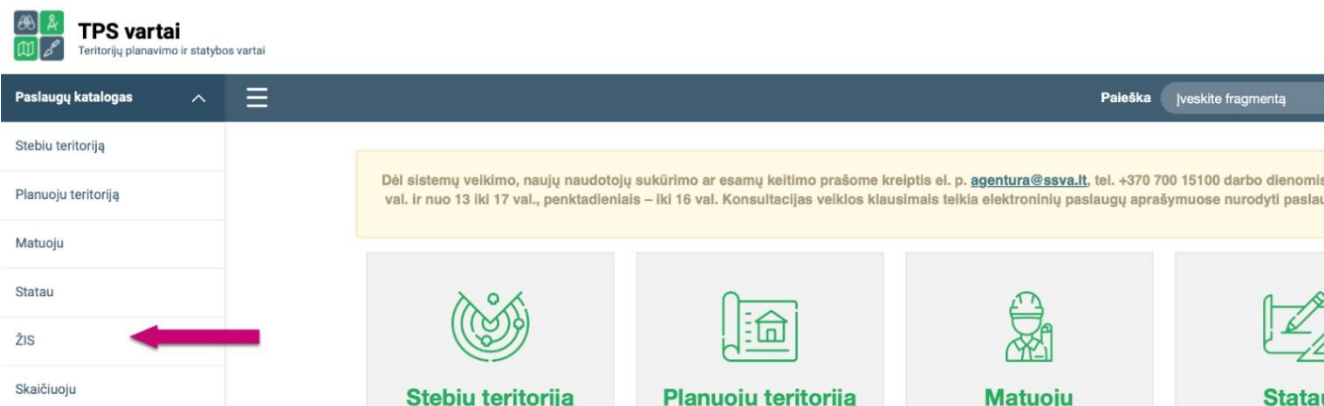 TPS vartai
Teritorijų planavimo ir statybos vartai
Paslaugų katalogas
Paieška
Įveskite fragmentą
Stebiu teritoriją
Planuoju teritoriją
Matuoju
Statau
ŽIS
Skaičiuoju
Dėl sistemų veikimo, naujų naudotojų sukūrimo ar esamų keitimo prašome kreiptis el. p. agentura@ssva.lt, tel. +370 700 15100 darbo dienomis
val. ir nuo 13 iki 17 val., penktadieniais – iki 16 val. Konsultacijas veiklos klausimais teikia elektroninių paslaugų aprašymuose nurodyti
Stebiu teritoriją
Planuoju teritoriją
Matuoju